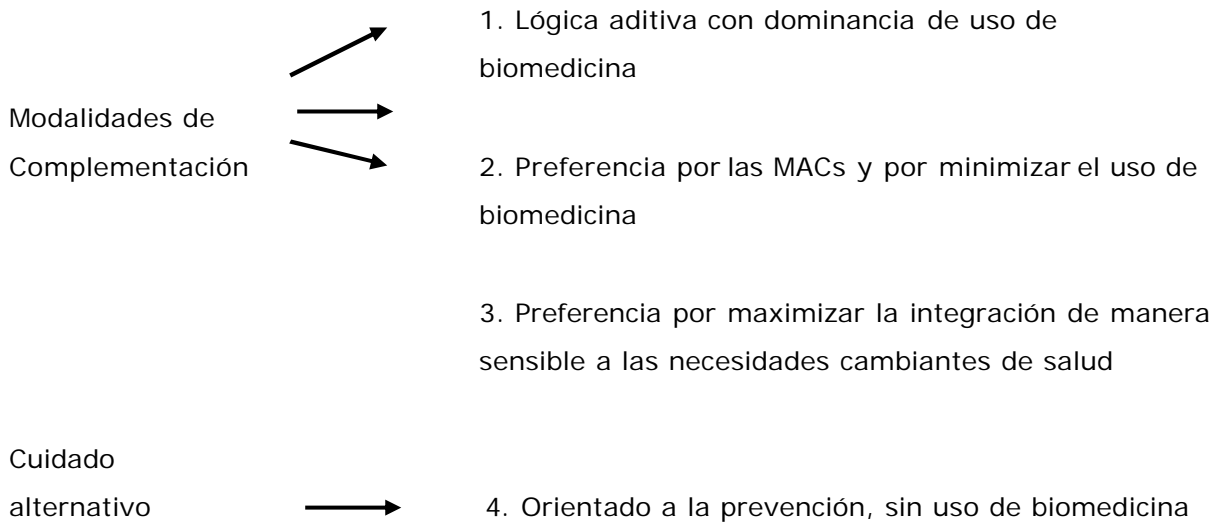 1. Lógica aditiva con dominancia de uso de
biomedicina
Modalidades de
Complementación
2. Preferencia por las MACs y por minimizar el uso de
biomedicina
3. Preferencia por maximizar la integración de manera
sensible a las necesidades cambiantes de salud
Cuidado
alternativo
4. Orientado a la prevención, sin uso de biomedicina